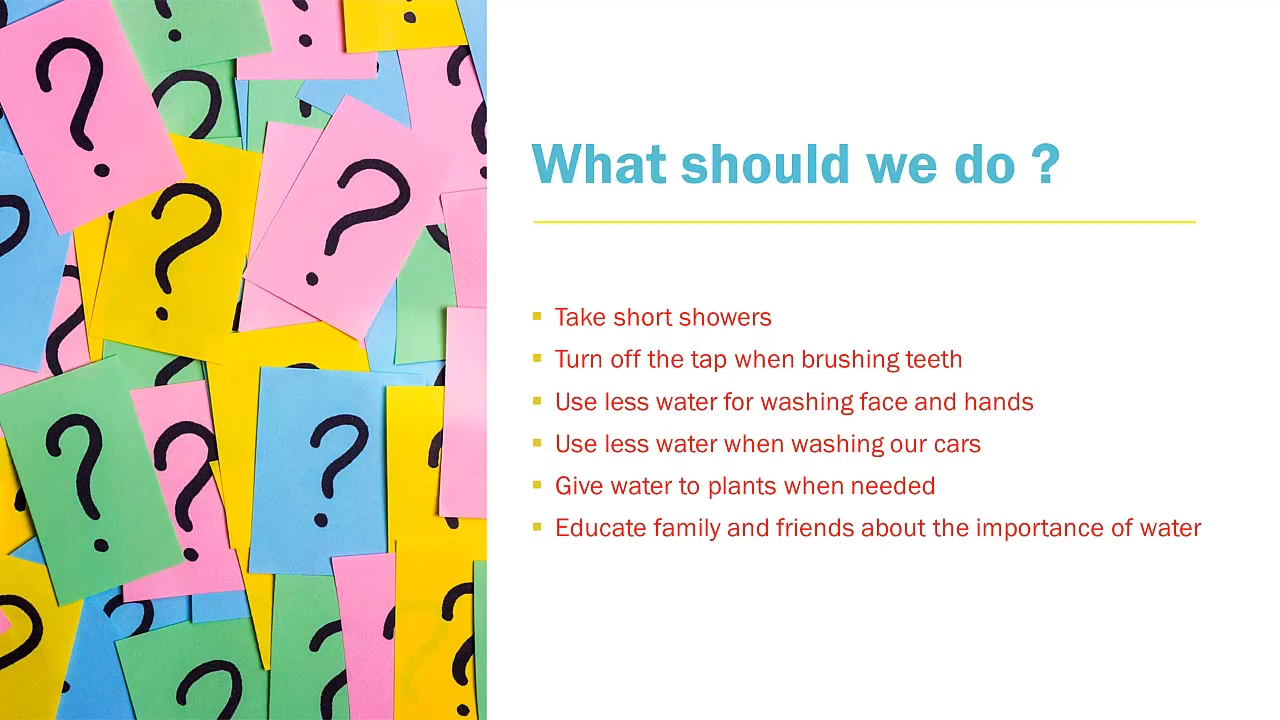 What should we do ?
Take short showers
Turn off the tap when brushing teeth
Use less water for washing face and hands
Use less water when washing our cars
Give water to plants when needed
Educate family and friends about the importance of water